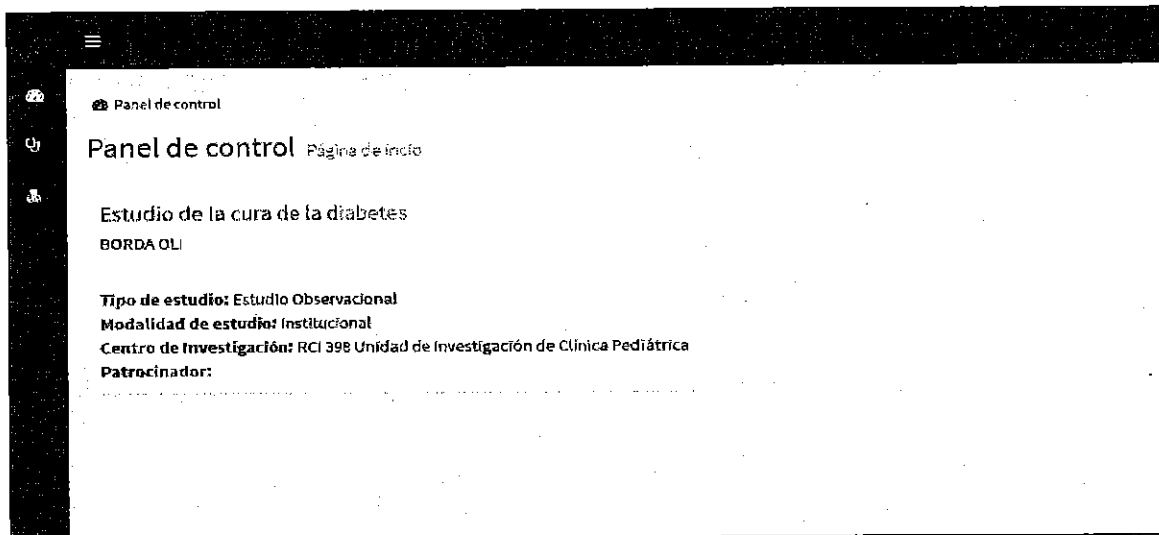 Panel de control
Panel de control Página de incio
Estudio de la cura de la diabetes
BORDA OLI
Tipo de estudio: Estudio Observacional
Modalidad de estudio: Institucional
Centro de Investigación: RCI 398 Unidad de Investigación de Clínica Pediátrica
Patrocinador: